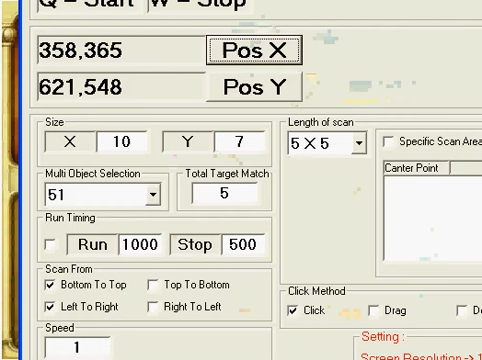 Q = Start W = Stop
358,365 Pos X
621,548 Pos Y
Size
X 10 Y 7
Length of scan
5 X 5
Specific Scan Area
Canter Point
Multi Object Selection
51
Total Target Match
5
Run Timing
Run 1000 Stop 500
Scan From
Bottom To Top Top To Bottom
Left To Right Right To Left
Click Method
Click Drag
Speed
1
Setting :
Screen Resolution -> 1